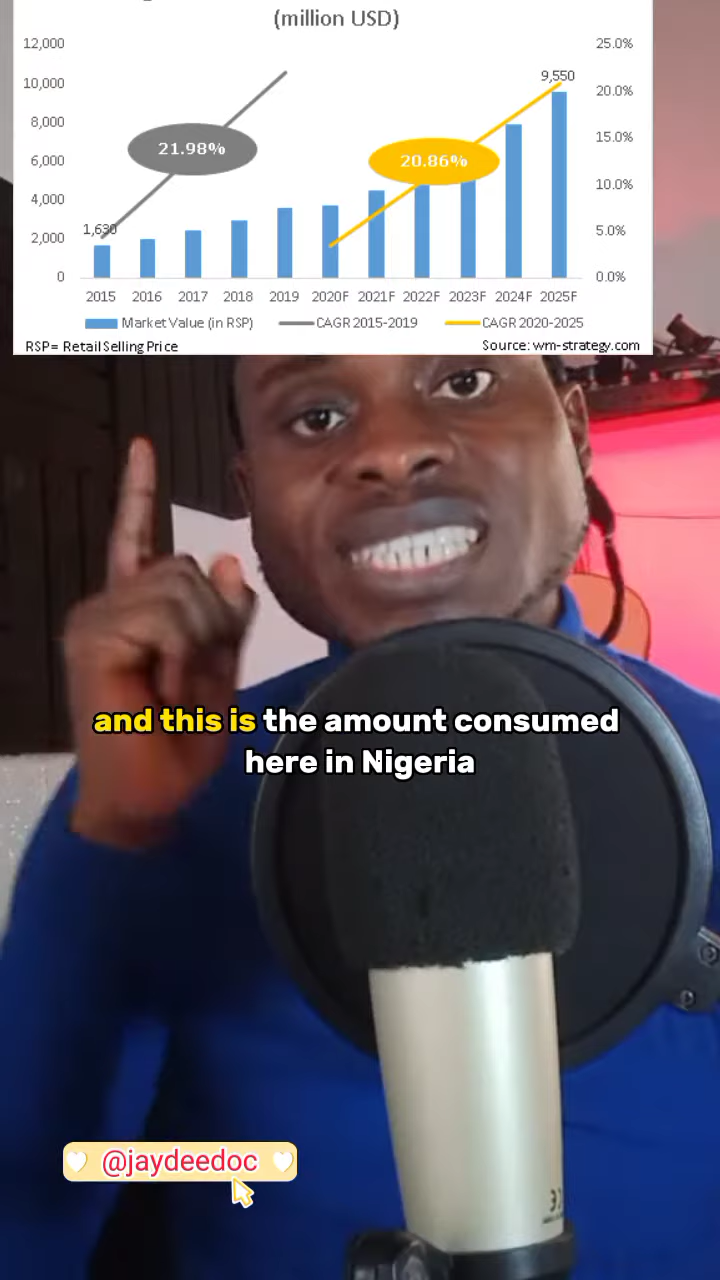 (million USD)
12,000
10,000
8,000
6,000
4,000
2,000
0
25.0%
20.0%
15.0%
10.0%
5.0%
0.0%
9,550
21.98%
20.86%
1,630
2015 2016 2017 2018 2019 2020F 2021F 2022F 2023F 2024F 2025F
Market Value (in RSP) CAGR 2015-2019 CAGR 2020-2025
RSP= Retail Selling Price Source: wm-strategy.com
and this is the amount consumed
here in Nigeria
@jaydeedoc